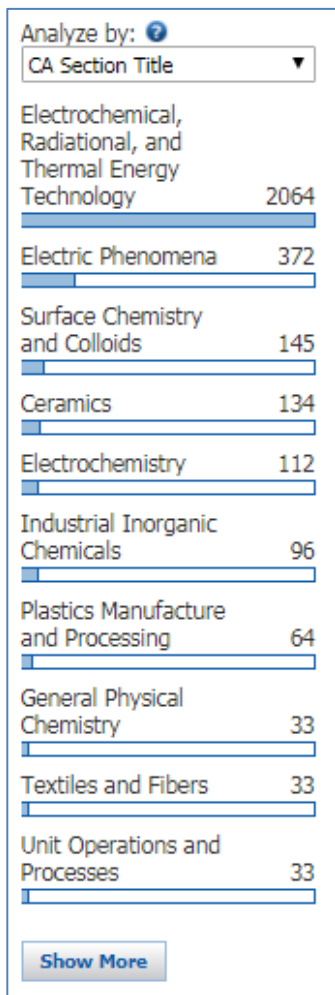 Analyze by: ?
CA Section Title ▼
Electrochemical,
Radiational, and
Thermal Energy
Technology 2064
Electric Phenomena 372
Surface Chemistry
and Colloids 145
Ceramics 134
Electrochemistry 112
Industrial Inorganic
Chemicals 96
Plastics Manufacture
and Processing 64
General Physical
Chemistry 33
Textiles and Fibers 33
Unit Operations and
Processes 33
Show More